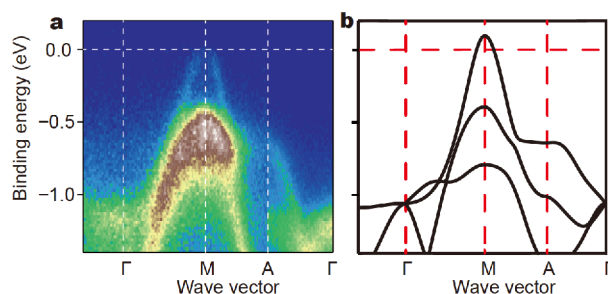 a
b
Binding energy (eV)
0.0
−0.5
−1.0
Γ M A Γ
Wave vector
Γ M A Γ
Wave vector